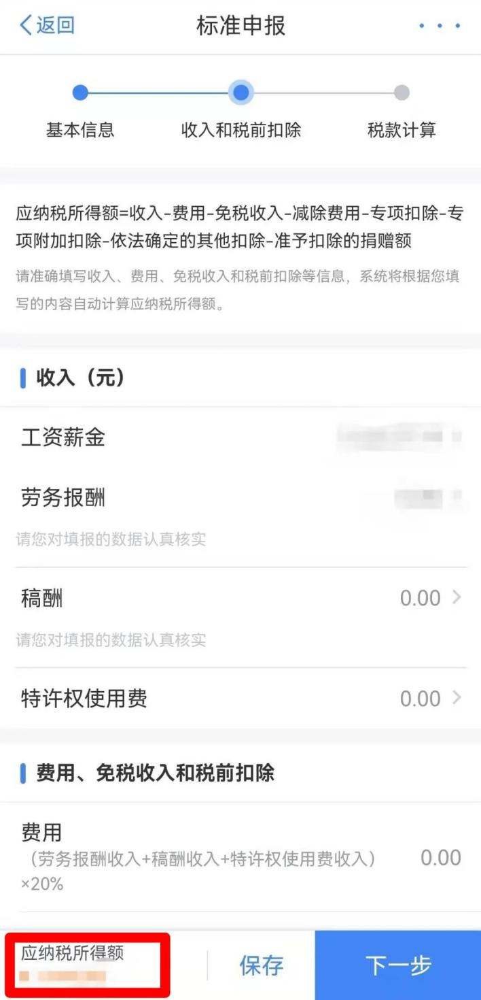 返回
标准申报
基本信息
收入和税前扣除
税款计算
应纳税所得额=收入-费用-免税收入-减除费用-专项扣除-专
项附加扣除-依法确定的其他扣除-准予扣除的捐赠额
请准确填写收入、费用、免税收入和税前扣除等信息，系统将根据您填
写的内容自动计算应纳税所得额。
收入（元）
工资薪金
劳务报酬
请您对填报的数据认真核实
稿酬
0.00
请您对填报的数据认真核实
特许权使用费
0.00
费用、免税收入和税前扣除
费用
（劳务报酬收入+稿酬收入+特许权使用费收入）
×20%
0.00
应纳税所得额
保存
下一步